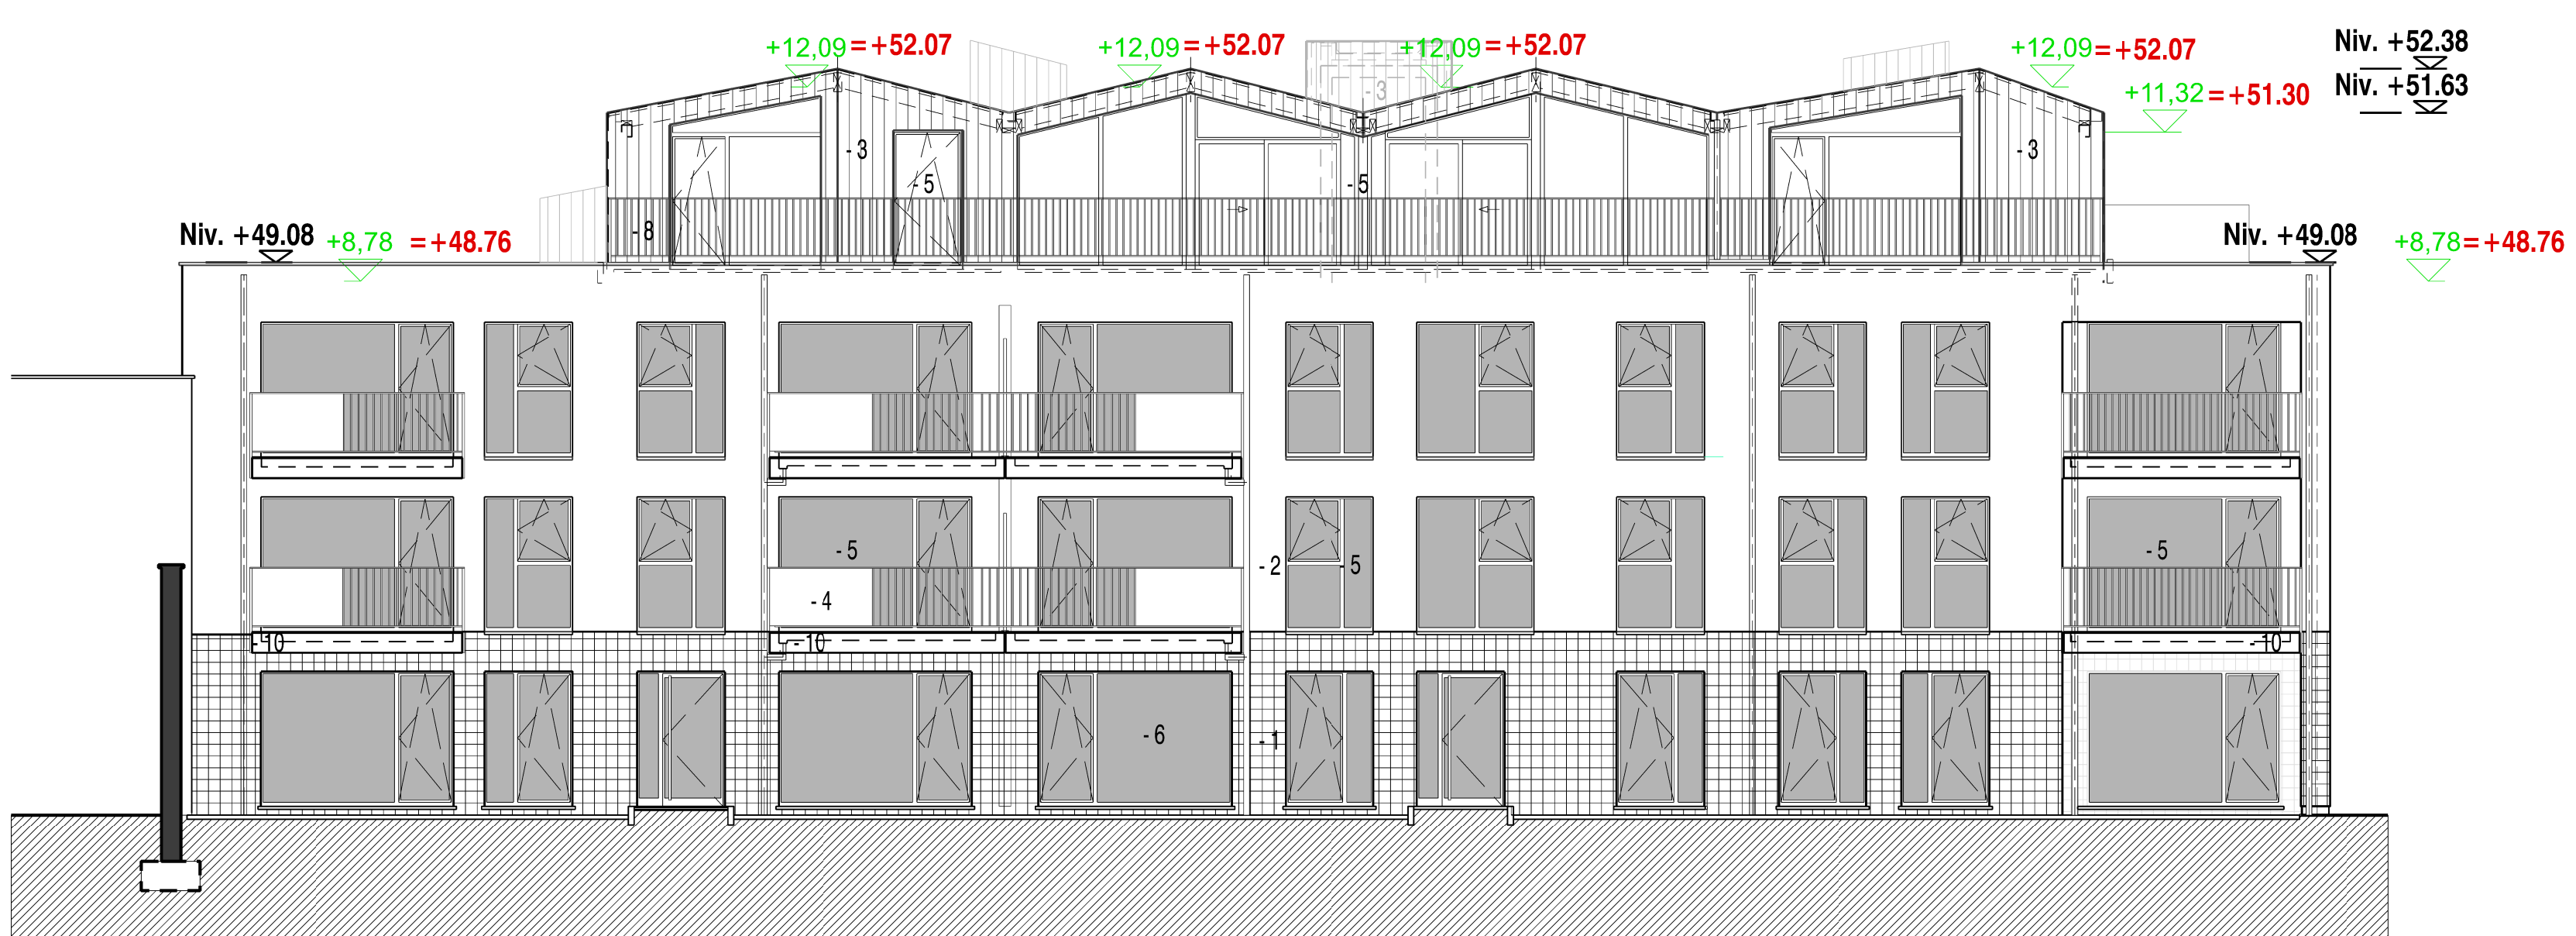 +12,09 = +52.07
+12,09 = +52.07
+12,09 = +52.07
+12,09 = +52.07
Niv. +52.38
+11,32 = +51.30
Niv. +51.63
- 3
- 3
- 3
- 5
- 5
- 8
Niv. +49.08
+8,78 = +48.76
Niv. +49.08
+8,78 = +48.76
- 5
- 2
- 5
- 5
- 4
- 10
- 10
- 10
- 6
- 1